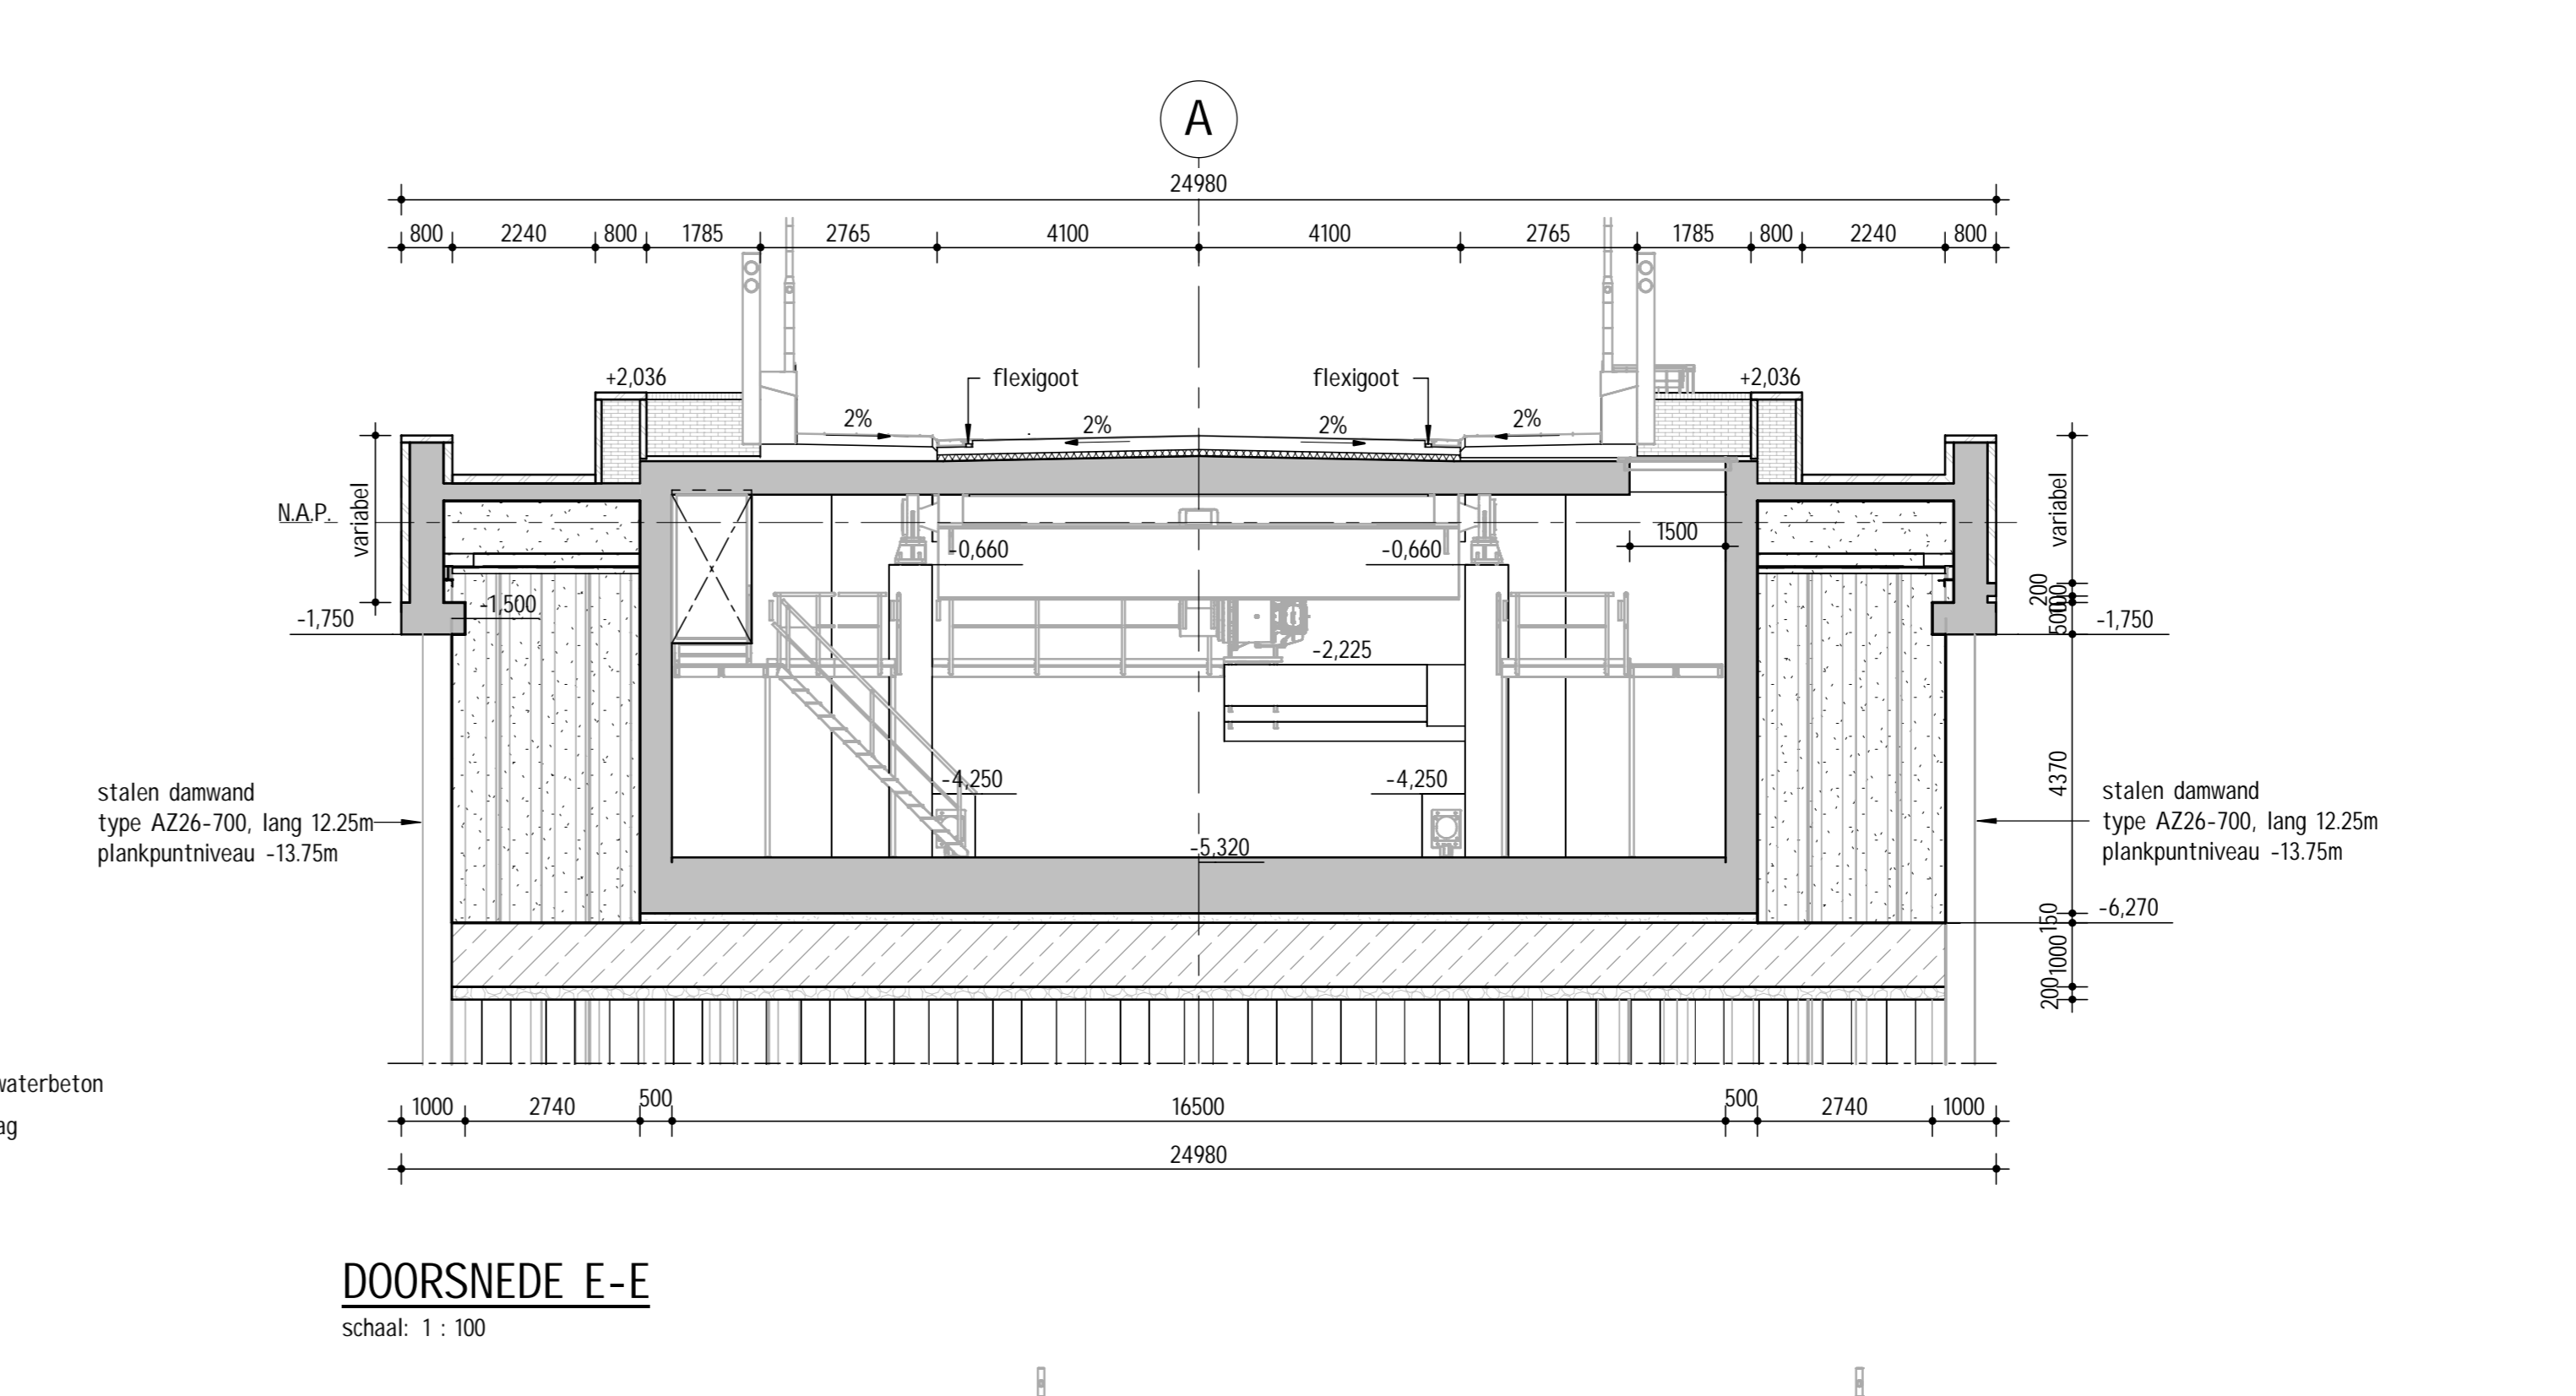 A
24980
800 2240 800 1785 2765 4100 4100 2765 1785 800 2240 800
+2,036 flexigoot flexigoot +2,036
2% 2% 2% 2%
N.A.P. variabel variabel
-0,660 -0,660 1500
-1,750 -1,500 200 500 -1,750
-2,225
stalen damwand
type AZ26-700, lang 12.25m
plankpuntniveau -13.75m
-4,250 -4,250 4370
stalen damwand
type AZ26-700, lang 12.25m
plankpuntniveau -13.75m
-5,320
150 -6,270
1000
200
waterbeton
ag
1000 2740 500 16500 500 2740 1000
24980
DOORSNEDE E-E
schaal: 1 : 100